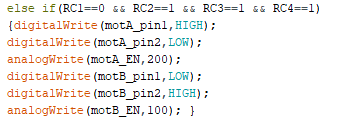 else if(RC1==0 && RC2==1 && RC3==1 && RC4==1)
{digitalWrite(motA_pin1,HIGH);
digitalWrite(motA_pin2,LOW);
analogWrite(motA_EN,200);
digitalWrite(motB_pin1,LOW);
digitalWrite(motB_pin2,HIGH);
analogWrite(motB_EN,100); }